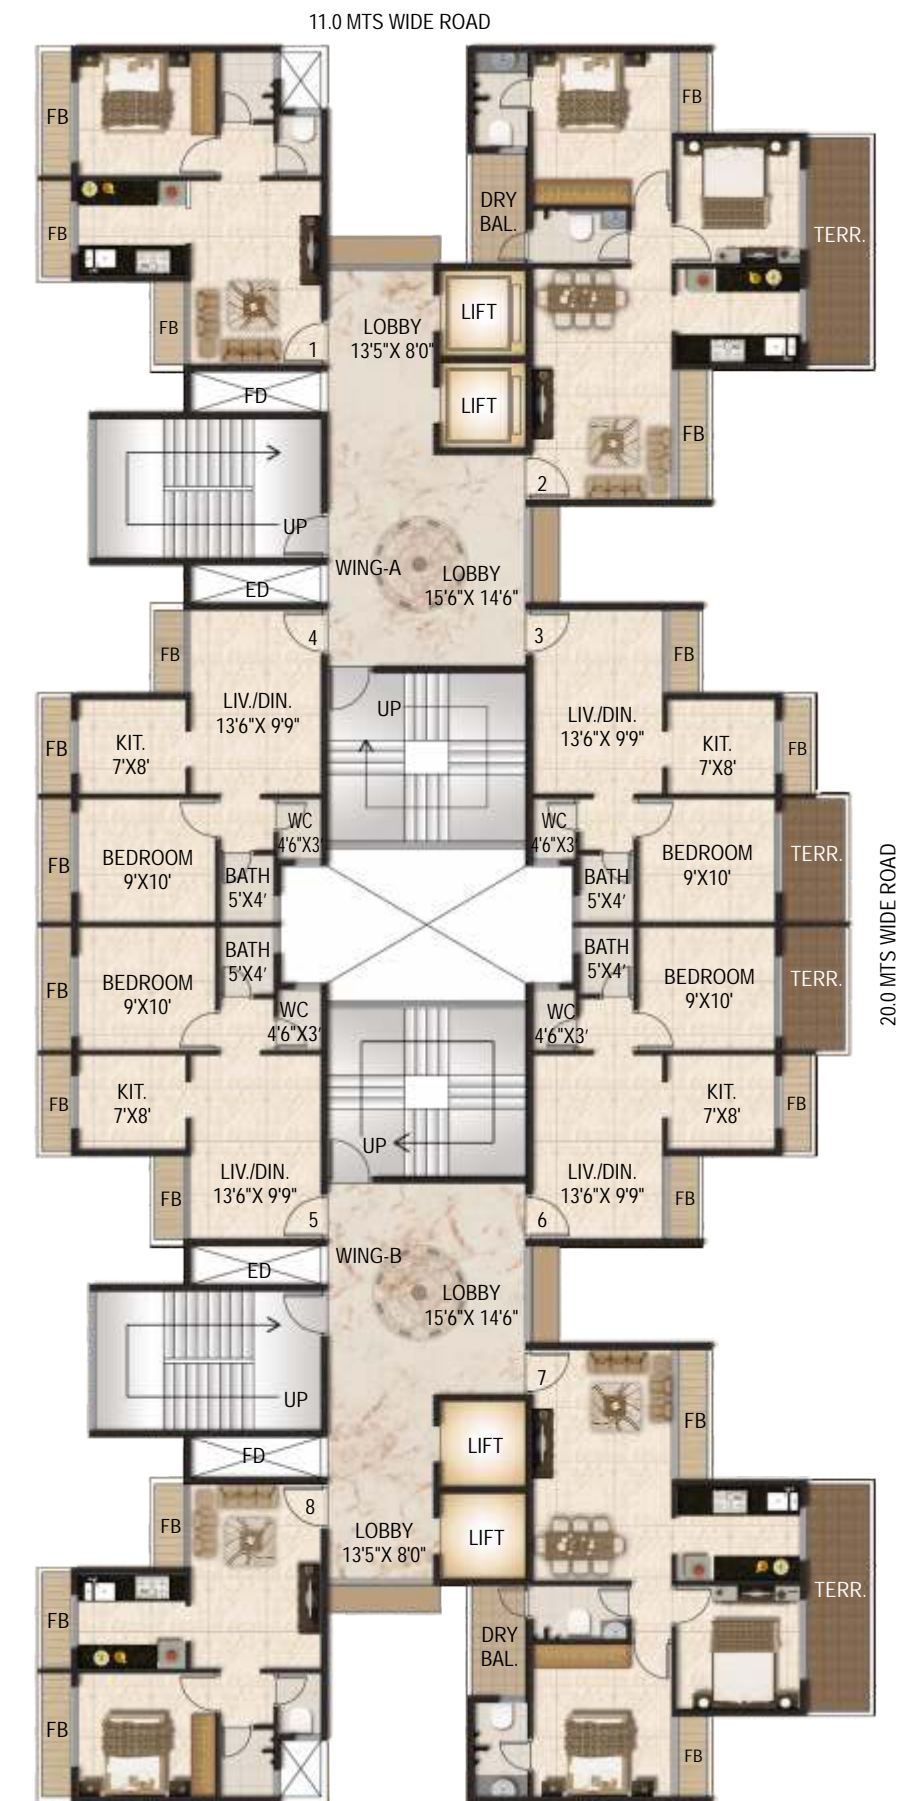 11.0 MTS WIDE ROAD
FB
FB
FB
DRY
BAL.
TERR.
FB
FB
LIFT
LOBBY
13'5"X 8'0"
1
FD
LIFT
FB
2
UP
WING-A
LOBBY
15'6"X 14'6"
ED
4
3
FB
FB
LIV./DIN.
13'6"X 9'9"
UP
LIV./DIN.
13'6"X 9'9"
FB
KIT.
7'X8'
KIT.
7'X8'
FB
WC
4'6"X3'
WC
4'6"X3'
FB
BEDROOM
9'X10'
BATH
5'X4'
BATH
5'X4'
BEDROOM
9'X10'
TERR.
20.0 MTS WIDE ROAD
FB
BEDROOM
9'X10'
BATH
5'X4'
BATH
5'X4'
BEDROOM
9'X10'
TERR.
WC
4'6"X3'
WC
4'6"X3'
FB
KIT.
7'X8'
KIT.
7'X8'
FB
UP
FB
LIV./DIN.
13'6"X 9'9"
LIV./DIN.
13'6"X 9'9"
FB
5
6
WING-B
ED
LOBBY
15'6"X 14'6"
7
UP
FB
LIFT
FD
8
FB
LOBBY
13'5"X 8'0"
LIFT
FB
TERR.
DRY
BAL.
FB
FB